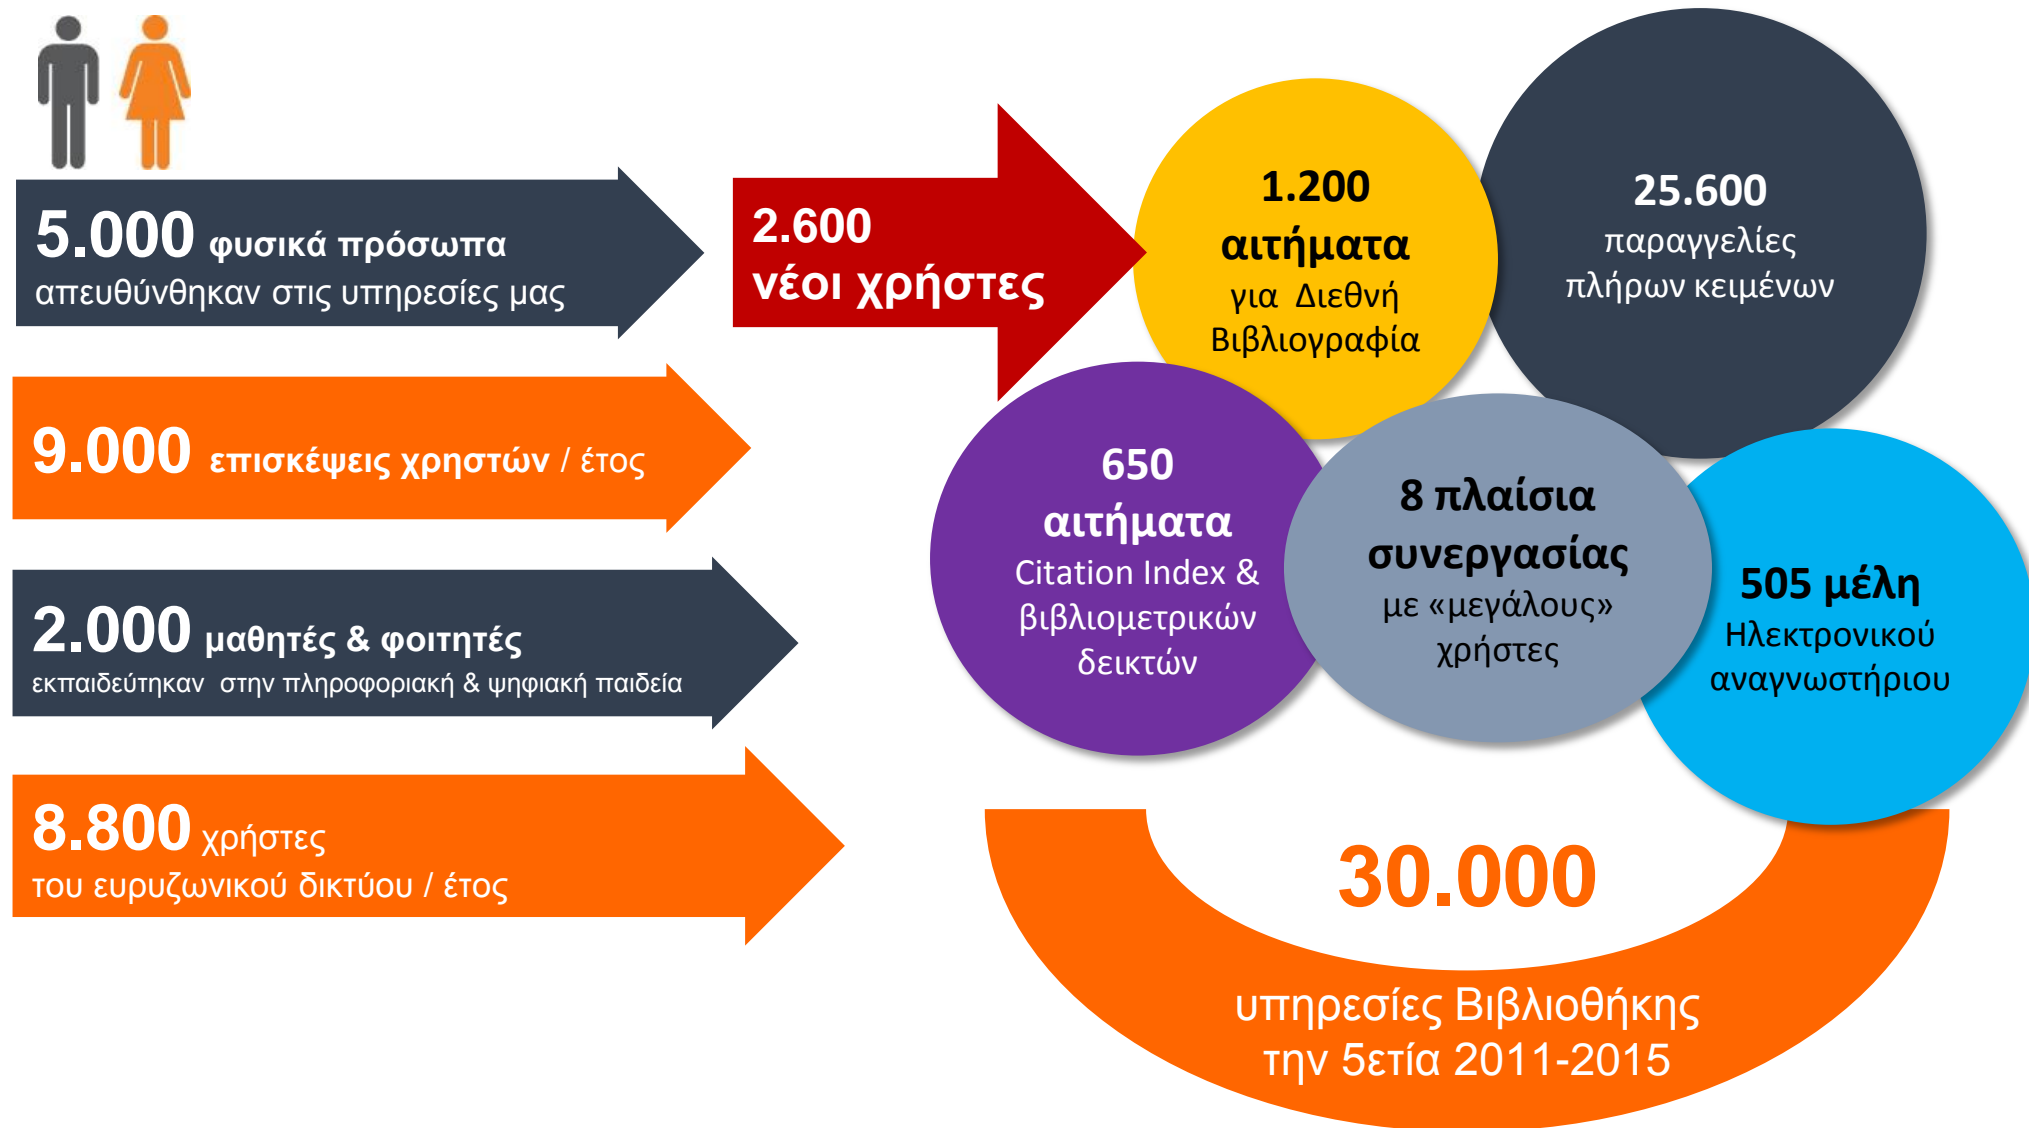 5.000 φυσικά πρόσωπα
απευθύνθηκαν στις υπηρεσίες μας
9.000 επισκέψεις χρηστών / έτος
2.000 μαθητές & φοιτητές
εκπαιδεύτηκαν στην πληροφοριακή & ψηφιακή παιδεία
8.800 χρήστες
του ευρυζωνικού δικτύου / έτος
2.600
νέοι χρήστες
1.200
αιτήματα
για Διεθνή
Βιβλιογραφία
25.600
παραγγελίες
πλήρων κειμένων
650
αιτήματα
Citation Index &
βιβλιομετρικών
δεικτών
8 πλαίσια
συνεργασίας
με «μεγάλους»
χρήστες
505 μέλη
Ηλεκτρονικού
αναγνωστήριου
30.000
υπηρεσίες Βιβλιοθήκης
την 5ετία 2011-2015